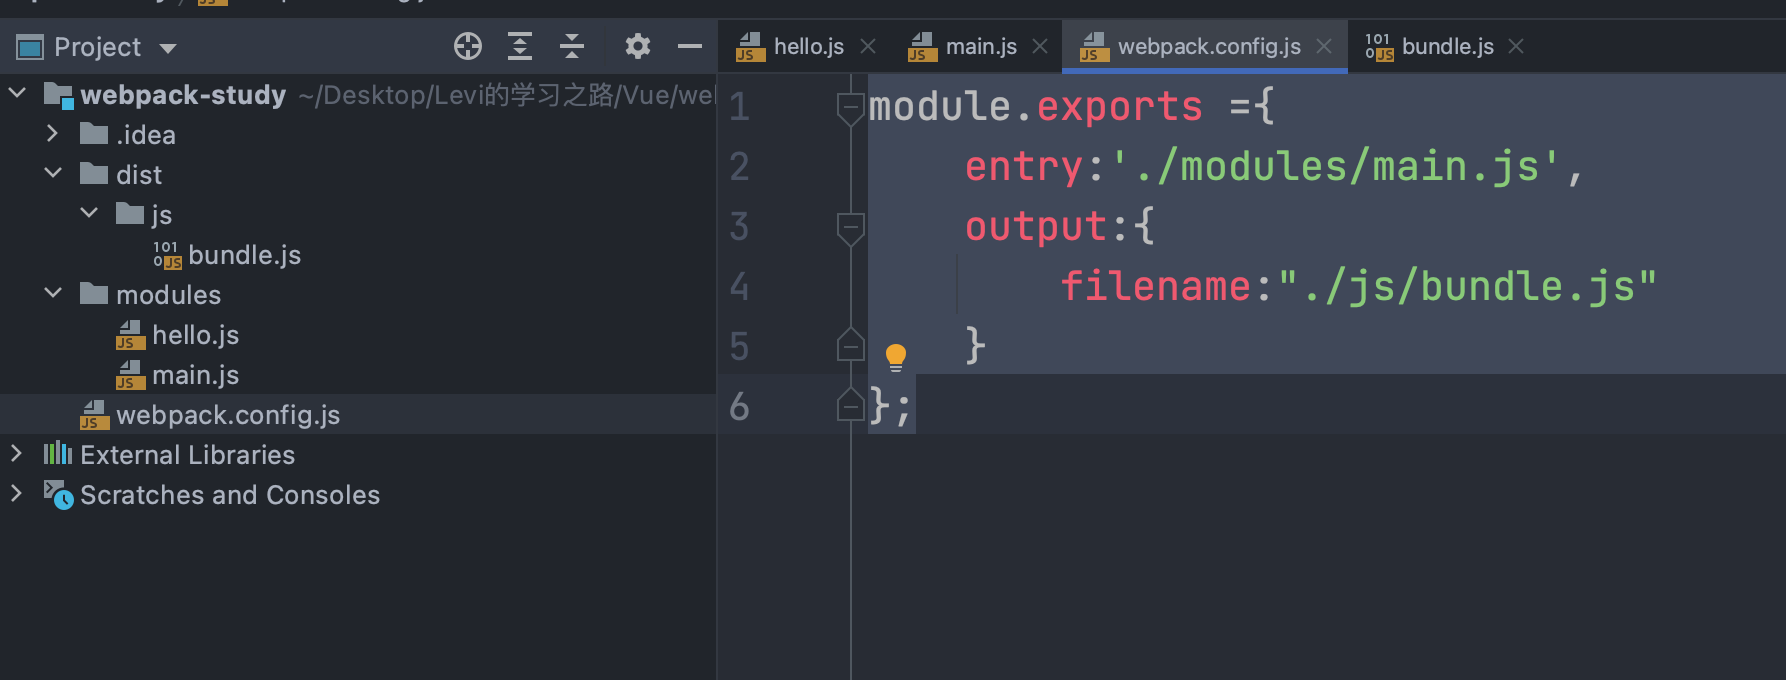 Project
webpack-study ~/Desktop/Levi的学习之路/Vue/we
.idea
dist
js
bundle.js
modules
hello.js
main.js
webpack.config.js
External Libraries
Scratches and Consoles
hello.js
main.js
webpack.config.js
bundle.js
1 module.exports ={
2 entry:'./modules/main.js',
3 output:{
4 filename:"./js/bundle.js"
5 }
6 };